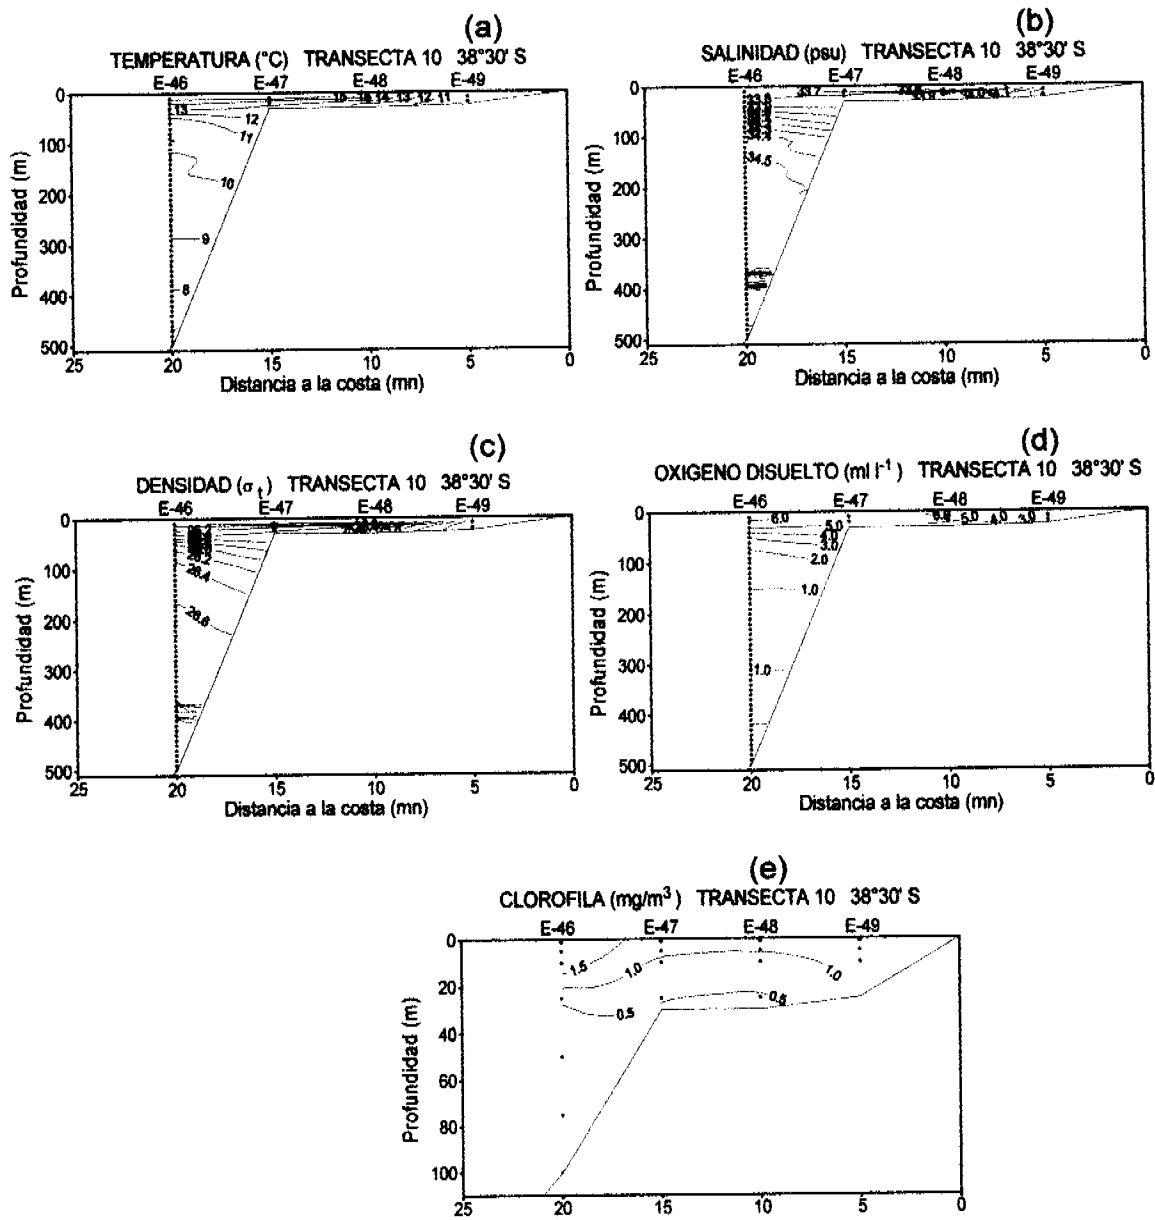 (a)
TEMPERATURA (°C) TRANSECTA 10 38°30' S
E-46 E-47 E-48 E-49
0
100
200
300
400
500
Profundidad (m)
13 12 11 10 9 8
14 13 12 11
25 20 15 10 5 0
Distancia a la costa (mn)
(b)
SALINIDAD (psu) TRANSECTA 10 38°30' S
E-46 E-47 E-48 E-49
0
100
200
300
400
500
Profundidad (m)
33.7
34.5
25 20 15 10 5 0
Distancia a la costa (mn)
(c)
DENSIDAD (σt) TRANSECTA 10 38°30' S
E-46 E-47 E-48 E-49
0
100
200
300
400
500
Profundidad (m)
26.4
26.6
25 20 15 10 5 0
Distancia a la costa (mn)
(d)
OXIGENO DISUELTO (ml l-1) TRANSECTA 10 38°30' S
E-46 E-47 E-48 E-49
0
100
200
300
400
500
Profundidad (m)
6.0 5.0 4.0 3.0 2.0 1.0 1.0
5.0 4.0 3.0
25 20 15 10 5 0
Distancia a la costa (mn)
(e)
CLOROFILA (mg/m3) TRANSECTA 10 38°30' S
E-46 E-47 E-48 E-49
0
20
40
60
80
100
Profundidad (m)
1.5 1.0 1.0
0.5 0.5
25 20 15 10 5 0